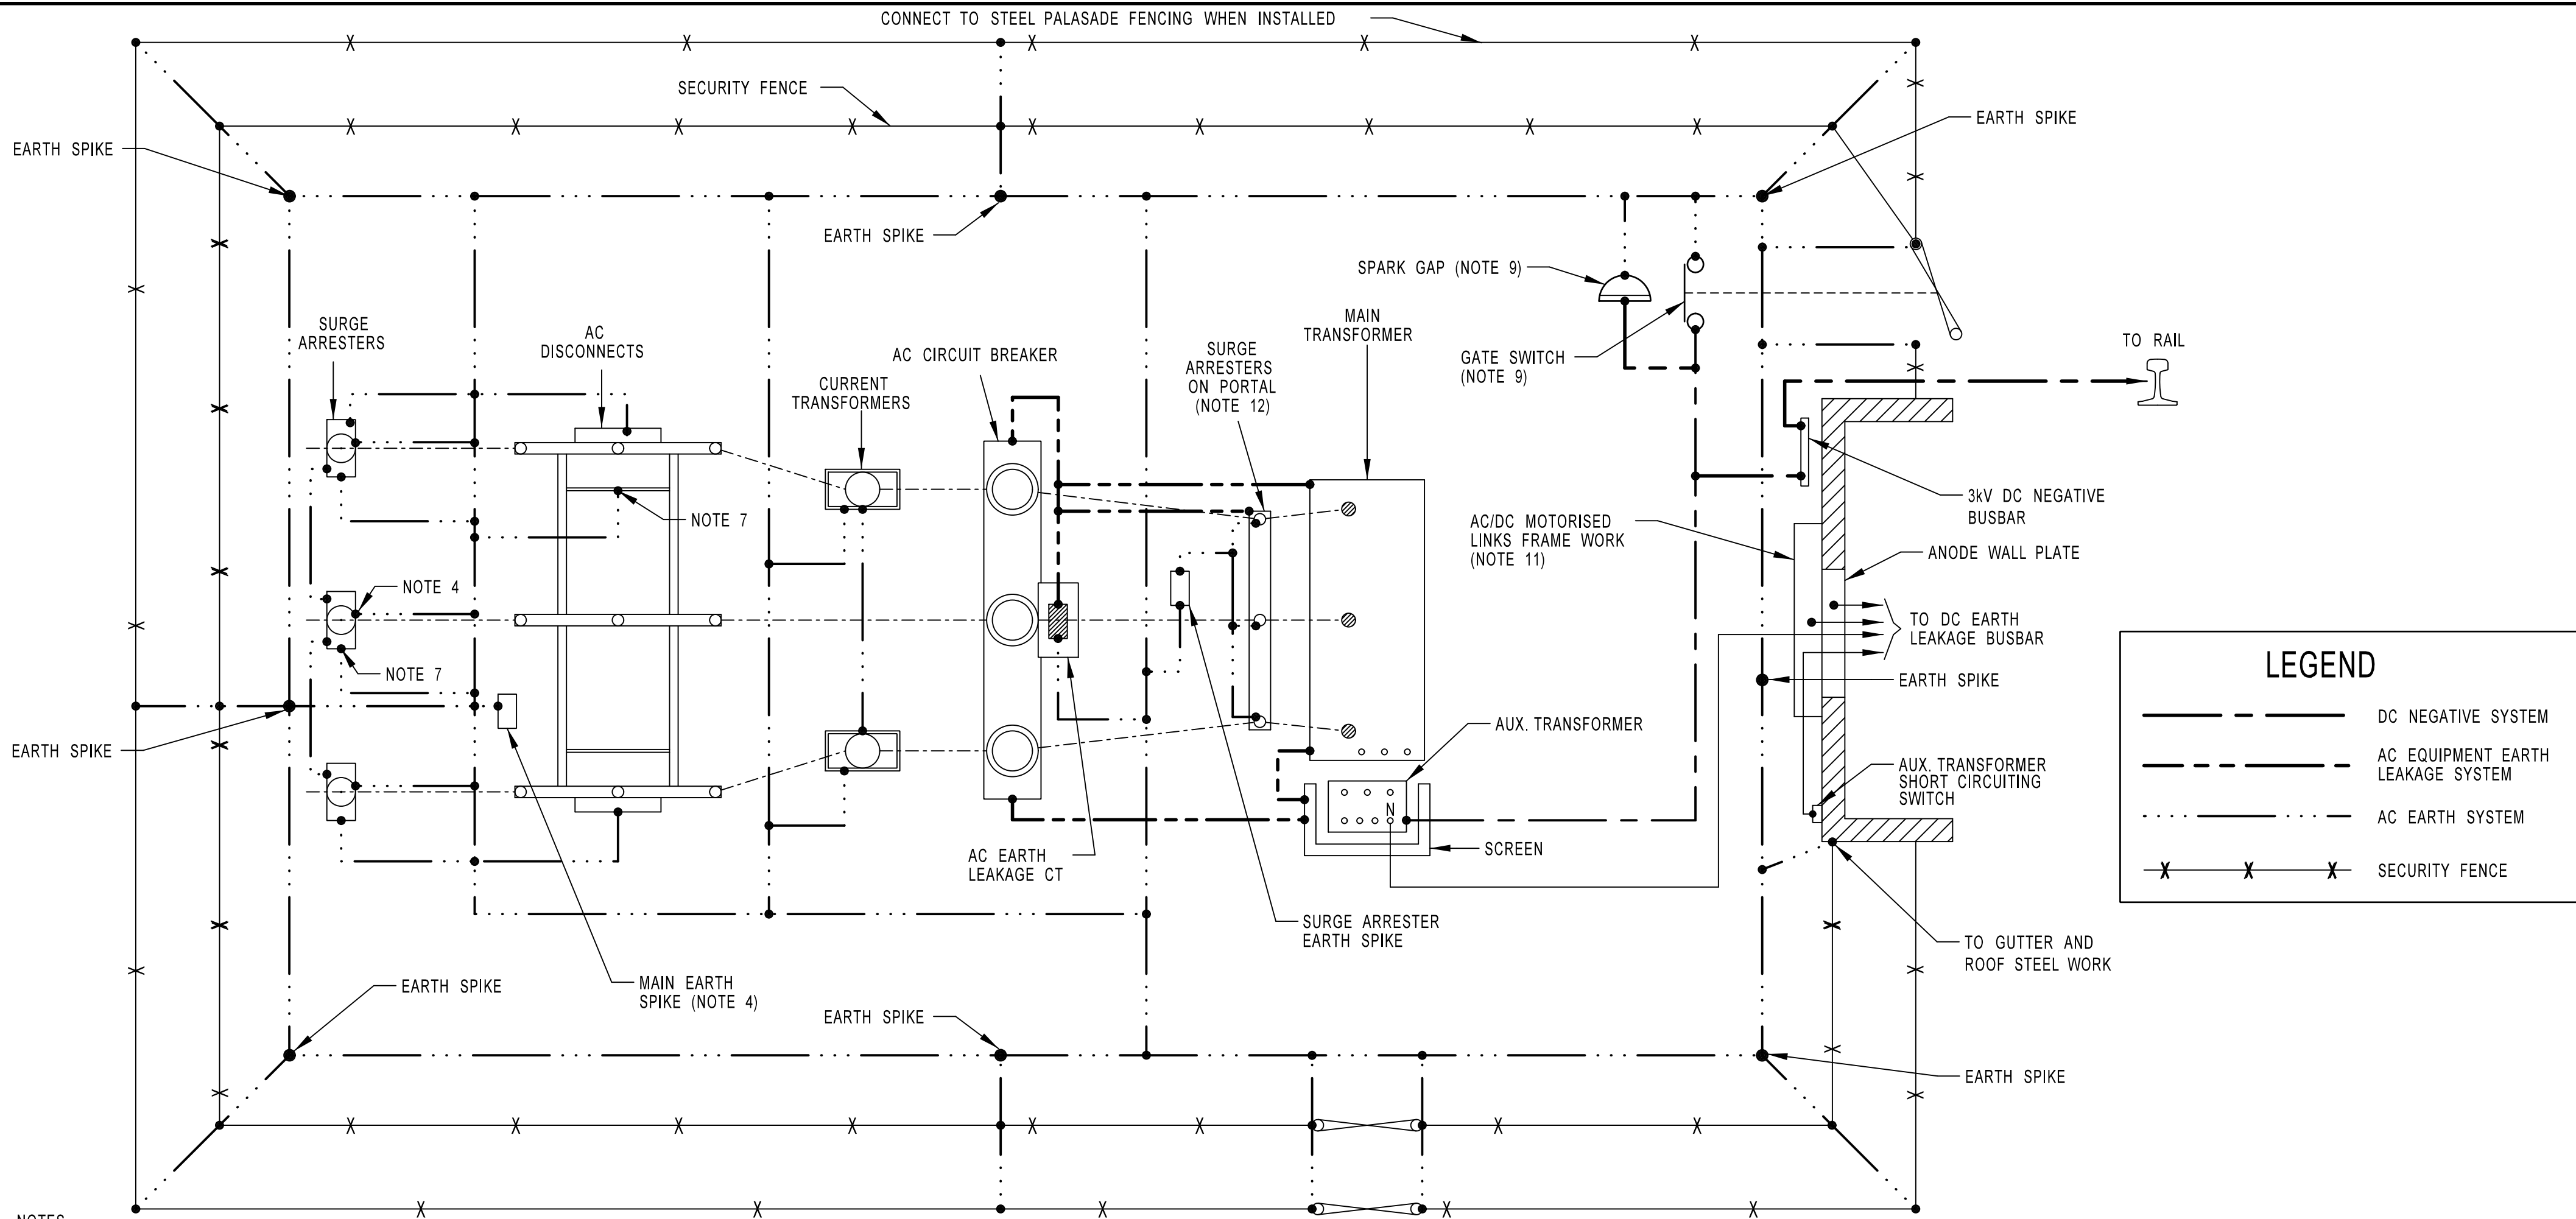 CONNECT TO STEEL PALASADE FENCING WHEN INSTALLED
SECURITY FENCE
EARTH SPIKE
EARTH SPIKE
EARTH SPIKE
SPARK GAP (NOTE 9)
SURGE
ARRESTERS
AC
DISCONNECTS
AC CIRCUIT BREAKER
CURRENT
TRANSFORMERS
SURGE
ARRESTERS
ON PORTAL
(NOTE 12)
MAIN
TRANSFORMER
GATE SWITCH
(NOTE 9)
TO RAIL
NOTE 7
3kV DC NEGATIVE
BUSBAR
AC/DC MOTORISED
LINKS FRAME WORK
(NOTE 11)
ANODE WALL PLATE
NOTE 4
TO DC EARTH
LEAKAGE BUSBAR
NOTE 7
EARTH SPIKE
EARTH SPIKE
AUX. TRANSFORMER
AUX. TRANSFORMER
SHORT CIRCUITING
SWITCH
N
SCREEN
AC EARTH
LEAKAGE CT
SURGE ARRESTER
EARTH SPIKE
TO GUTTER AND
ROOF STEEL WORK
EARTH SPIKE
MAIN EARTH
SPIKE (NOTE 4)
EARTH SPIKE
EARTH SPIKE
LEGEND
DC NEGATIVE SYSTEM
AC EQUIPMENT EARTH
LEAKAGE SYSTEM
AC EARTH SYSTEM
SECURITY FENCE
NOTES